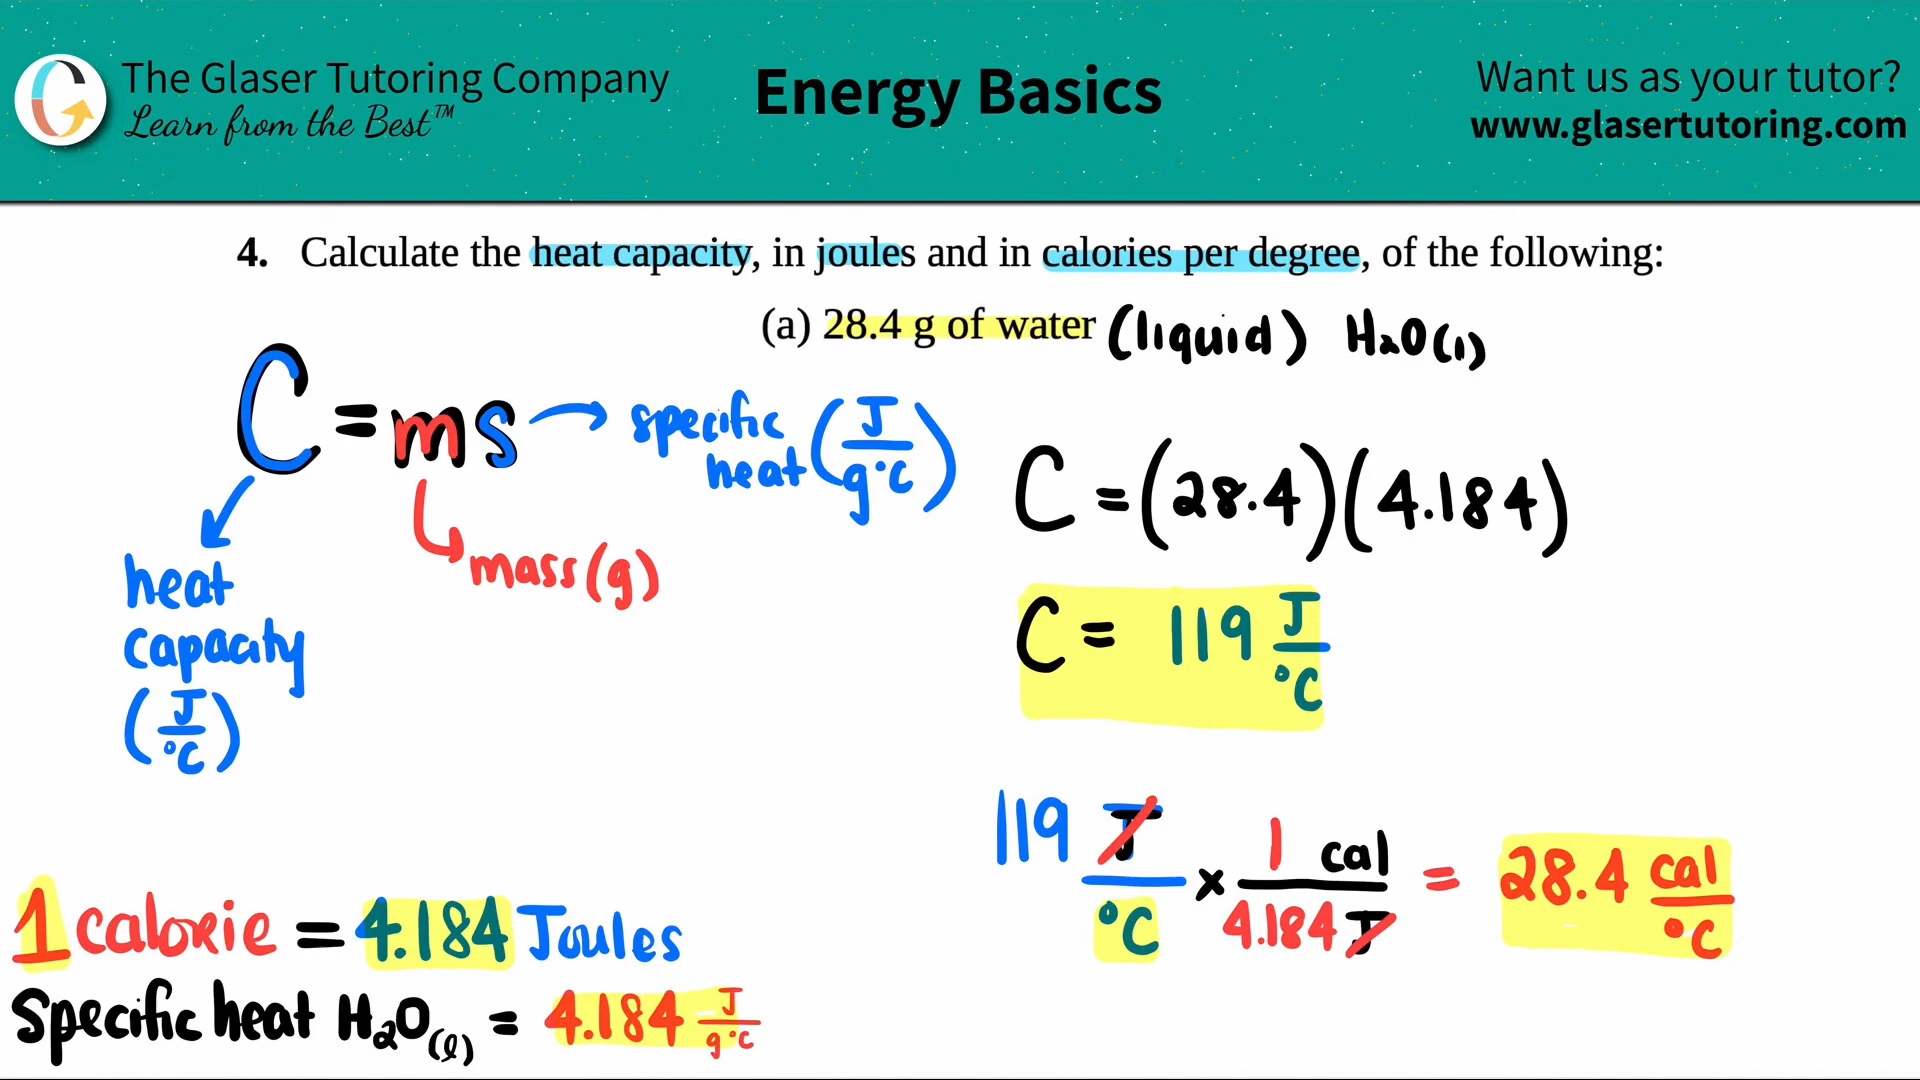 The Glaser Tutoring Company
Learn from the Best™
Energy Basics
Want us as your tutor?
www.glasertutoring.com
4. Calculate the heat capacity, in joules and in calories per degree, of the following:
(a) 28.4 g of water (liquid) H₂O(l)
C = ms → specific heat (J/g°C)
mass (g)
heat capacity (J/°C)
C = (28.4)(4.184)
C = 119 J/°C
119 J/°C × 1 cal/4.184 J = 28.4 cal/°C
1 calorie = 4.184 Joules
Specific heat H₂O(l) = 4.184 J/g°C